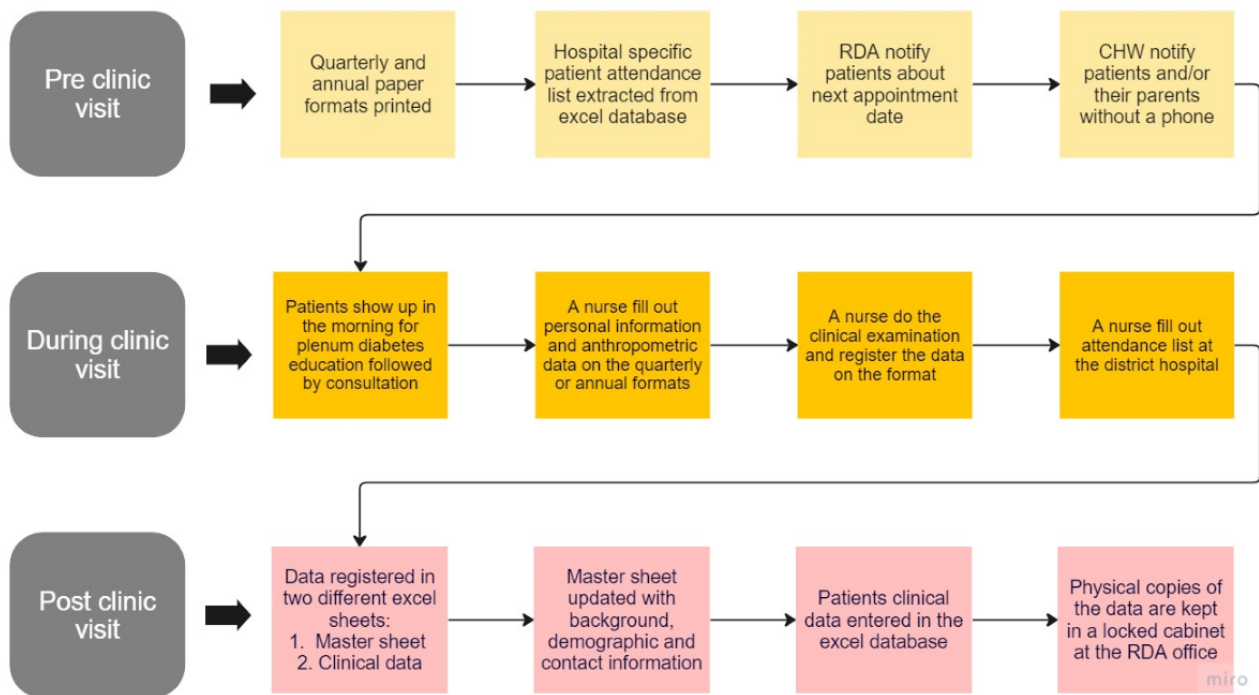 Pre clinic
visit
Quarterly and
annual paper
formats printed
Hospital specific
patient attendance
list extracted from
excel database
RDA notify
patients about
next appointment
date
CHW notify
patients and/or
their parents
without a phone
During clinic
visit
Patients show up in
the morning for
plenum diabetes
education followed
by consultation
A nurse fill out
personal information
and anthropometric
data on the quarterly
or annual formats
A nurse do the
clinical examination
and register the data
on the format
A nurse fill out
attendance list at
the district hospital
Post clinic
visit
Data registered in
two different excel
sheets:
1. Master sheet
2. Clinical data
Master sheet
updated with
background,
demographic and
contact information
Patients clinical
data entered in the
excel database
Physical copies of
the data are kept
in a locked cabinet
at the RDA office
miro